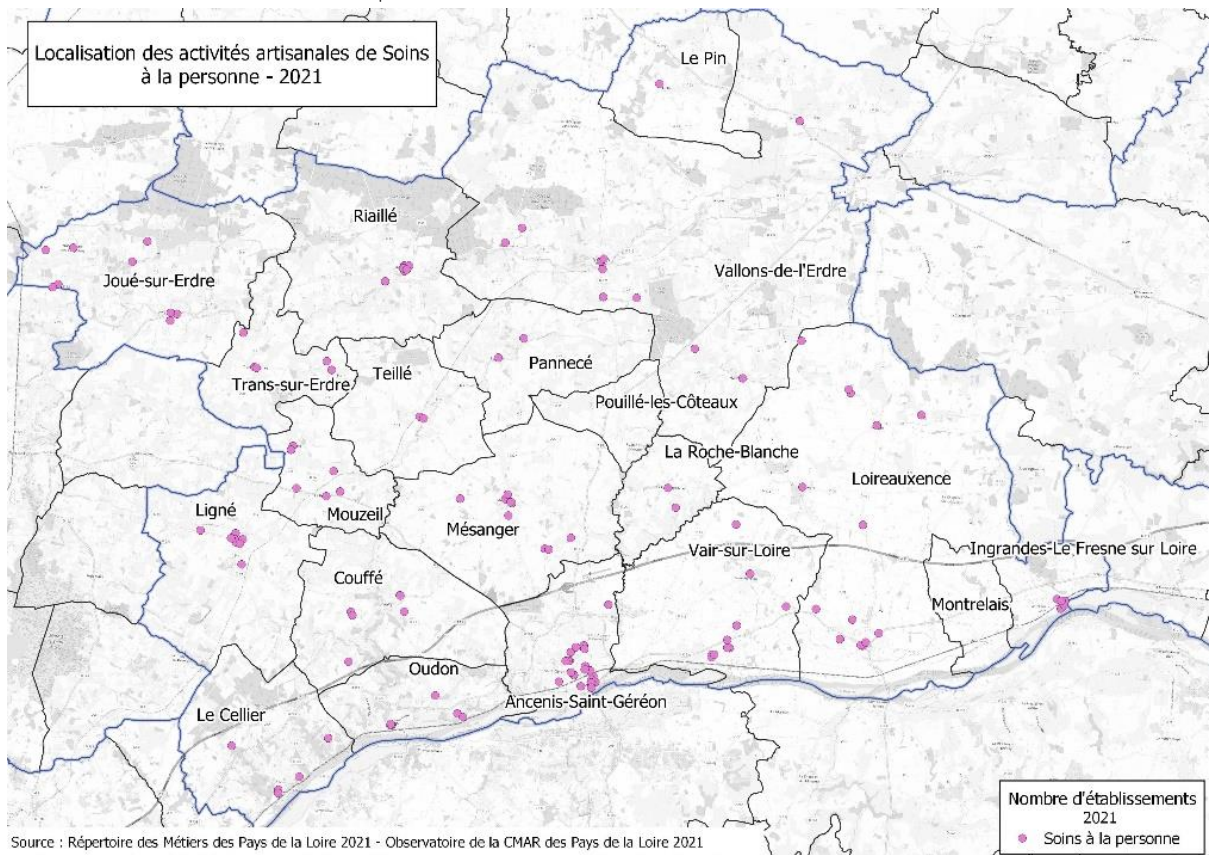 Localisation des activités artisanales de Soins
à la personne - 2021
Le Pin
Riaillé
Vallons-de-l'Erdre
Joué-sur-Erdre
Pannecé
Teillé
Trans-sur-Erdre
Pouillé-les-Côteaux
La Roche-Blanche
Loireauxence
Ligné
Mouzeil
Mésanger
Vair-sur-Loire
Ingrandes-Le Fresne sur Loire
Couffé
Montrelais
Oudon
Ancenis-Saint-Géréon
Le Cellier
Nombre d'établissements
2021
Soins à la personne
Source : Répertoire des Métiers des Pays de la Loire 2021 - Observatoire de la CMAR des Pays de la Loire 2021